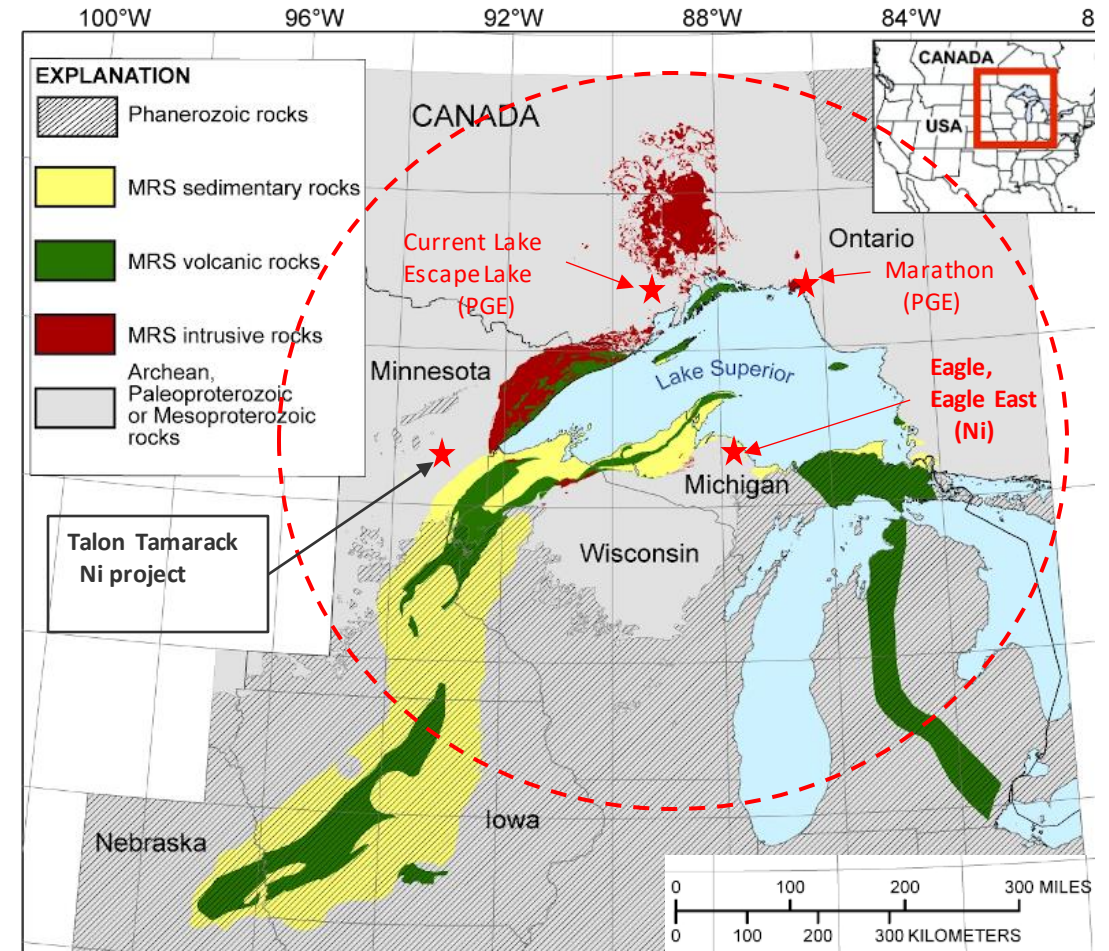 100°W
96°W
92°W
88°W
84°W
8
EXPLANATION
Phanerozoic rocks
MRS sedimentary rocks
MRS volcanic rocks
MRS intrusive rocks
Archean,
Paleoproterozoic
or Mesoproterozoic
rocks
CANADA
CANADA
USA
Ontario
Current Lake
Escape Lake
(PGE)
Marathon
(PGE)
Minnesota
Lake Superior
Eagle,
Eagle East
(Ni)
Michigan
Wisconsin
Talon Tamarack
Ni project
Iowa
Nebraska
0 100 200 300 MILES
0 100 200 300 KILOMETERS